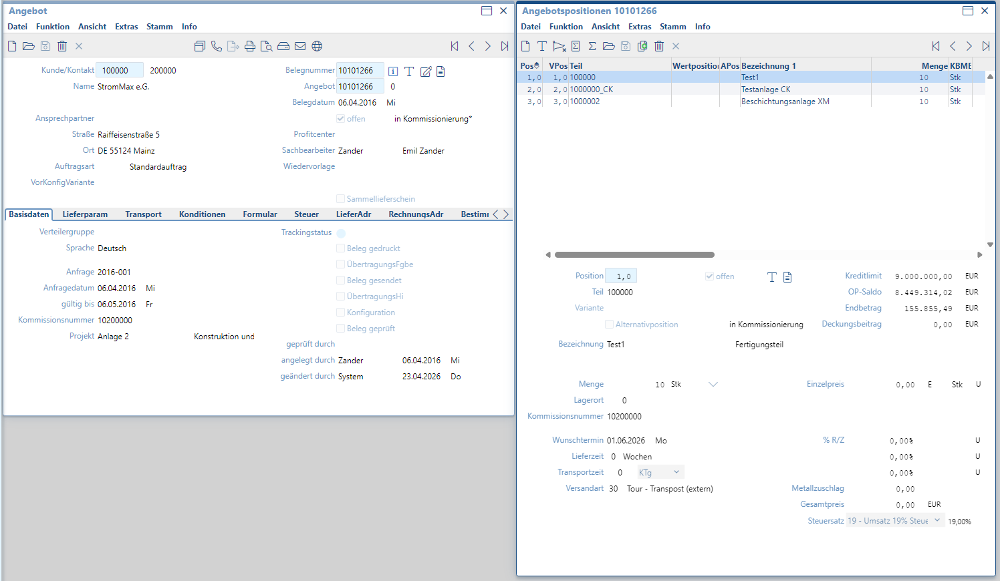 Angebot
Datei Funktion Ansicht Extras Stamm Info
Kunde/Kontakt 100000 200000
Belegnummer 10101266
Name StromMax e.G.
Angebot 10101266 0
Belegdatum 06.04.2016 Mi
Ansprechpartner
offen in Kommissionierung*
Straße Raiffeisenstraße 5
Profitcenter
Ort DE 55124 Mainz
Sachbearbeiter Zander Emil Zander
Auftragsart Standardauftrag
Wiedervorlage
VorKonfigVariante
Sammellieferschein
Basisdaten Lieferparam Transport Konditionen Formular Steuer LieferAdr RechnungsAdr Bestimı
Verteilergruppe
Trackingstatus
Sprache Deutsch
Beleg gedruckt
ÜbertragungsFgbe
Anfrage 2016-001
Beleg gesendet
Anfragedatum 06.04.2016 Mi
ÜbertragungsHi
gültig bis 06.05.2016 Fr
Konfiguration
Kommissionsnummer 10200000
Beleg geprüft
Projekt Anlage 2 Konstruktion und
geprüft durch
angelegt durch Zander 06.04.2016 Mi
geändert durch System 23.04.2026 Do
Angebotspositionen 10101266
Datei Funktion Ansicht Extras Stamm Info
Pos VPos Teil Wertpositioı APos Bezeichnung 1 Menge KBME
1,0 1,0 100000 Test1 10 Stk
2,0 2,0 1000000_CK Testanlage CK 10 Stk
3,0 3,0 1000002 Beschichtungsanlage XM 10 Stk
Position 1,0 offen
Kreditlimit 9.000.000,00 EUR
Teil 100000
OP-Saldo 8.449.314,02 EUR
Variante
Endbetrag 155.855,49 EUR
Alternativposition in Kommissionierung
Deckungsbeitrag 0,00 EUR
Bezeichnung Test1 Fertigungsteil
Menge 10 Stk
Einzelpreis 0,00 E Stk U
Lagerort 0
Kommissionsnummer 10200000
Wunschtermin 01.06.2026 Mo
% R/Z 0,00% U
Lieferzeit 0 Wochen
0,00% U
Transportzeit 0 KTg
0,00% U
Versandart 30 Tour - Transpost (extern)
Metallzuschlag 0,00
Gesamtpreis 0,00 EUR
Steuersatz 19 - Umsatz 19% Steue 19,00%